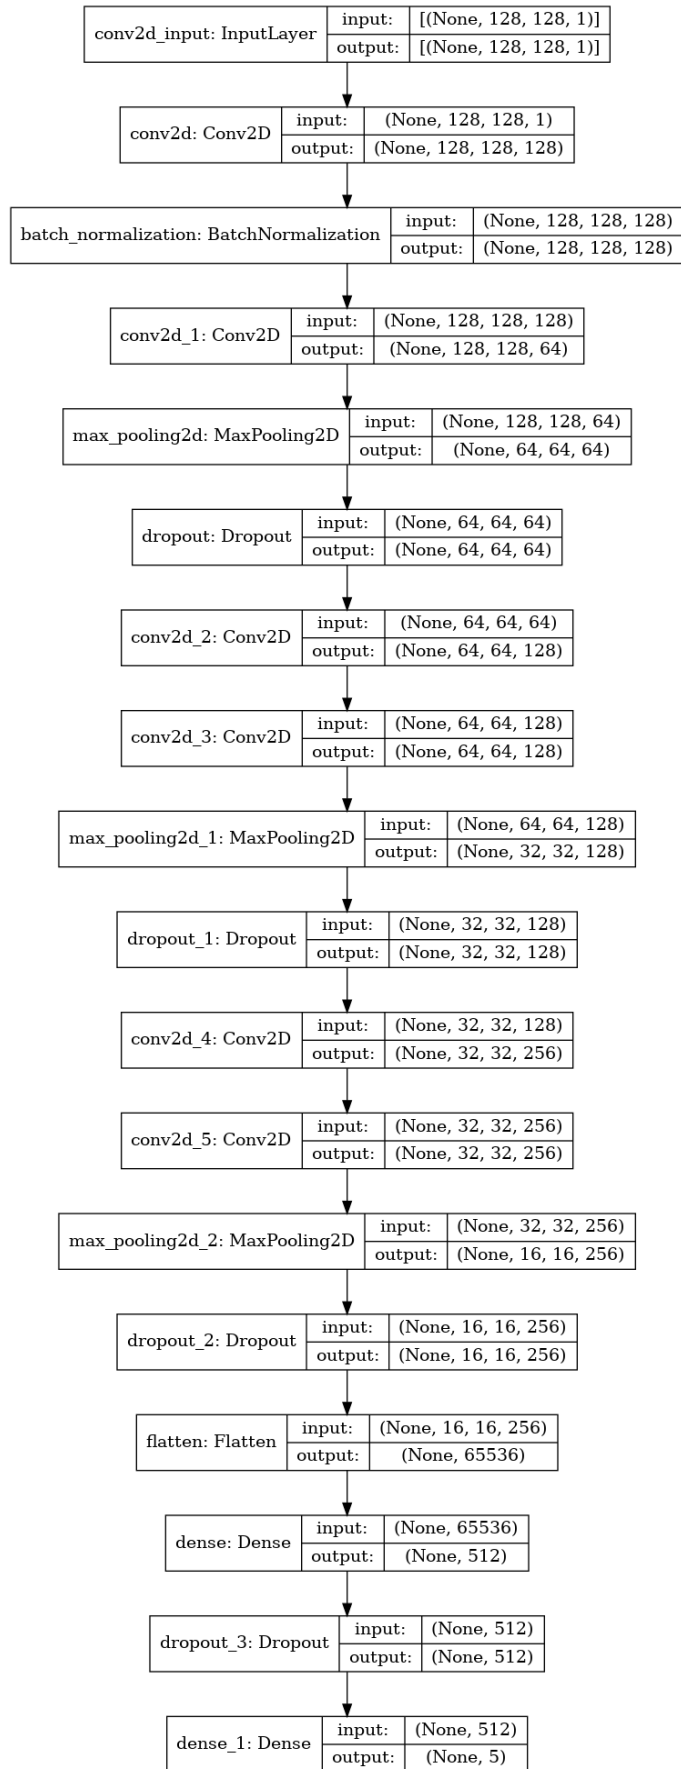 conv2d_input: InputLayer
input: [(None, 128, 128, 1)]
output: [(None, 128, 128, 1)]
conv2d: Conv2D
input: (None, 128, 128, 1)
output: (None, 128, 128, 128)
batch_normalization: BatchNormalization
input: (None, 128, 128, 128)
output: (None, 128, 128, 128)
conv2d_1: Conv2D
input: (None, 128, 128, 128)
output: (None, 128, 128, 64)
max_pooling2d: MaxPooling2D
input: (None, 128, 128, 64)
output: (None, 64, 64, 64)
dropout: Dropout
input: (None, 64, 64, 64)
output: (None, 64, 64, 64)
conv2d_2: Conv2D
input: (None, 64, 64, 64)
output: (None, 64, 64, 128)
conv2d_3: Conv2D
input: (None, 64, 64, 128)
output: (None, 64, 64, 128)
max_pooling2d_1: MaxPooling2D
input: (None, 64, 64, 128)
output: (None, 32, 32, 128)
dropout_1: Dropout
input: (None, 32, 32, 128)
output: (None, 32, 32, 128)
conv2d_4: Conv2D
input: (None, 32, 32, 128)
output: (None, 32, 32, 256)
conv2d_5: Conv2D
input: (None, 32, 32, 256)
output: (None, 32, 32, 256)
max_pooling2d_2: MaxPooling2D
input: (None, 32, 32, 256)
output: (None, 16, 16, 256)
dropout_2: Dropout
input: (None, 16, 16, 256)
output: (None, 16, 16, 256)
flatten: Flatten
input: (None, 16, 16, 256)
output: (None, 65536)
dense: Dense
input: (None, 65536)
output: (None, 512)
dropout_3: Dropout
input: (None, 512)
output: (None, 512)
dense_1: Dense
input: (None, 512)
output: (None, 5)